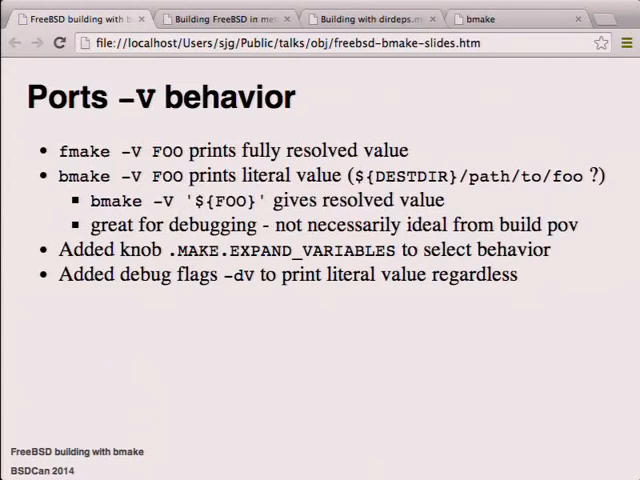 FreeBSD building with b
Building FreeBSD in met
Building with dirdeps.m
bmake
file://localhost/Users/sjg/Public/talks/obj/freebsd-bmake-slides.htm
Ports -V behavior
• fmake -V FOO prints fully resolved value
• bmake -V FOO prints literal value (${DESTDIR}/path/to/foo ?)
▪ bmake -V '${FOO}' gives resolved value
▪ great for debugging - not necessarily ideal from build pov
• Added knob .MAKE.EXPAND_VARIABLES to select behavior
• Added debug flags -dV to print literal value regardless
FreeBSD building with bmake
BSDCan 2014